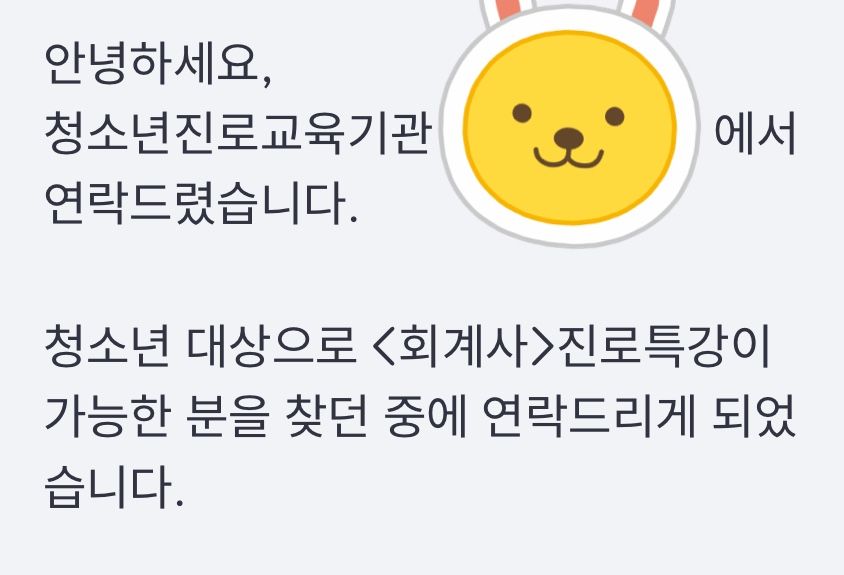 안녕하세요,
청소년진로교육기관 에서
연락드렸습니다.
청소년 대상으로 <회계사>진로특강이
가능한 분을 찾던 중에 연락드리게 되었
습니다.